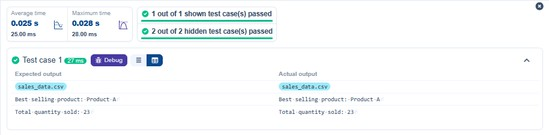 Average time
0.025 s
25.00 ms
Maximum time
0.028 s
28.00 ms
1 out of 1 shown test case(s) passed
2 out of 2 hidden test case(s) passed
Test case 1 27 ms Debug
Expected output
sales_data.csv
Best·selling·product:·Product·A
Total·quantity·sold:·23
Actual output
sales_data.csv
Best·selling·product:·Product·A
Total·quantity·sold:·23